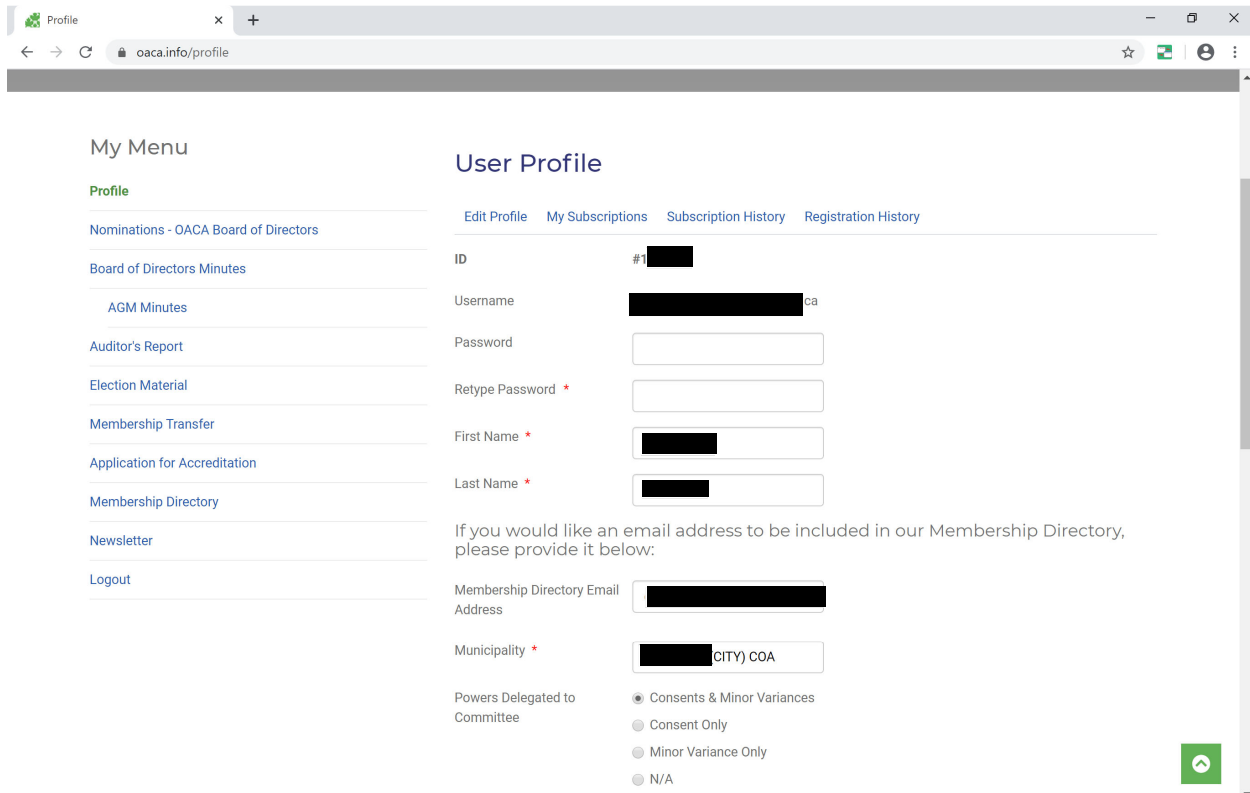 Profile
oaca.info/profile
My Menu
Profile
Nominations - OACA Board of Directors
Board of Directors Minutes
AGM Minutes
Auditor's Report
Election Material
Membership Transfer
Application for Accreditation
Membership Directory
Newsletter
Logout
User Profile
Edit Profile My Subscriptions Subscription History Registration History
ID #1
Username ca
Password
Retype Password *
First Name *
Last Name *
If you would like an email address to be included in our Membership Directory,
please provide it below:
Membership Directory Email
Address
Municipality * (CITY) COA
Powers Delegated to
Committee
Consents & Minor Variances
Consent Only
Minor Variance Only
N/A